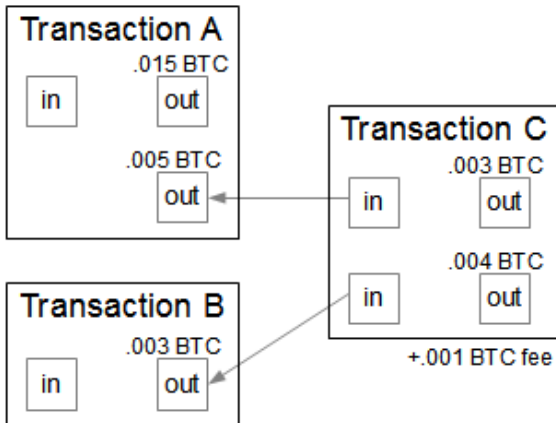 Transaction A
.015 BTC
in
out
.005 BTC
out
Transaction B
.003 BTC
in
out
Transaction C
.003 BTC
in
out
.004 BTC
in
out
+.001 BTC fee